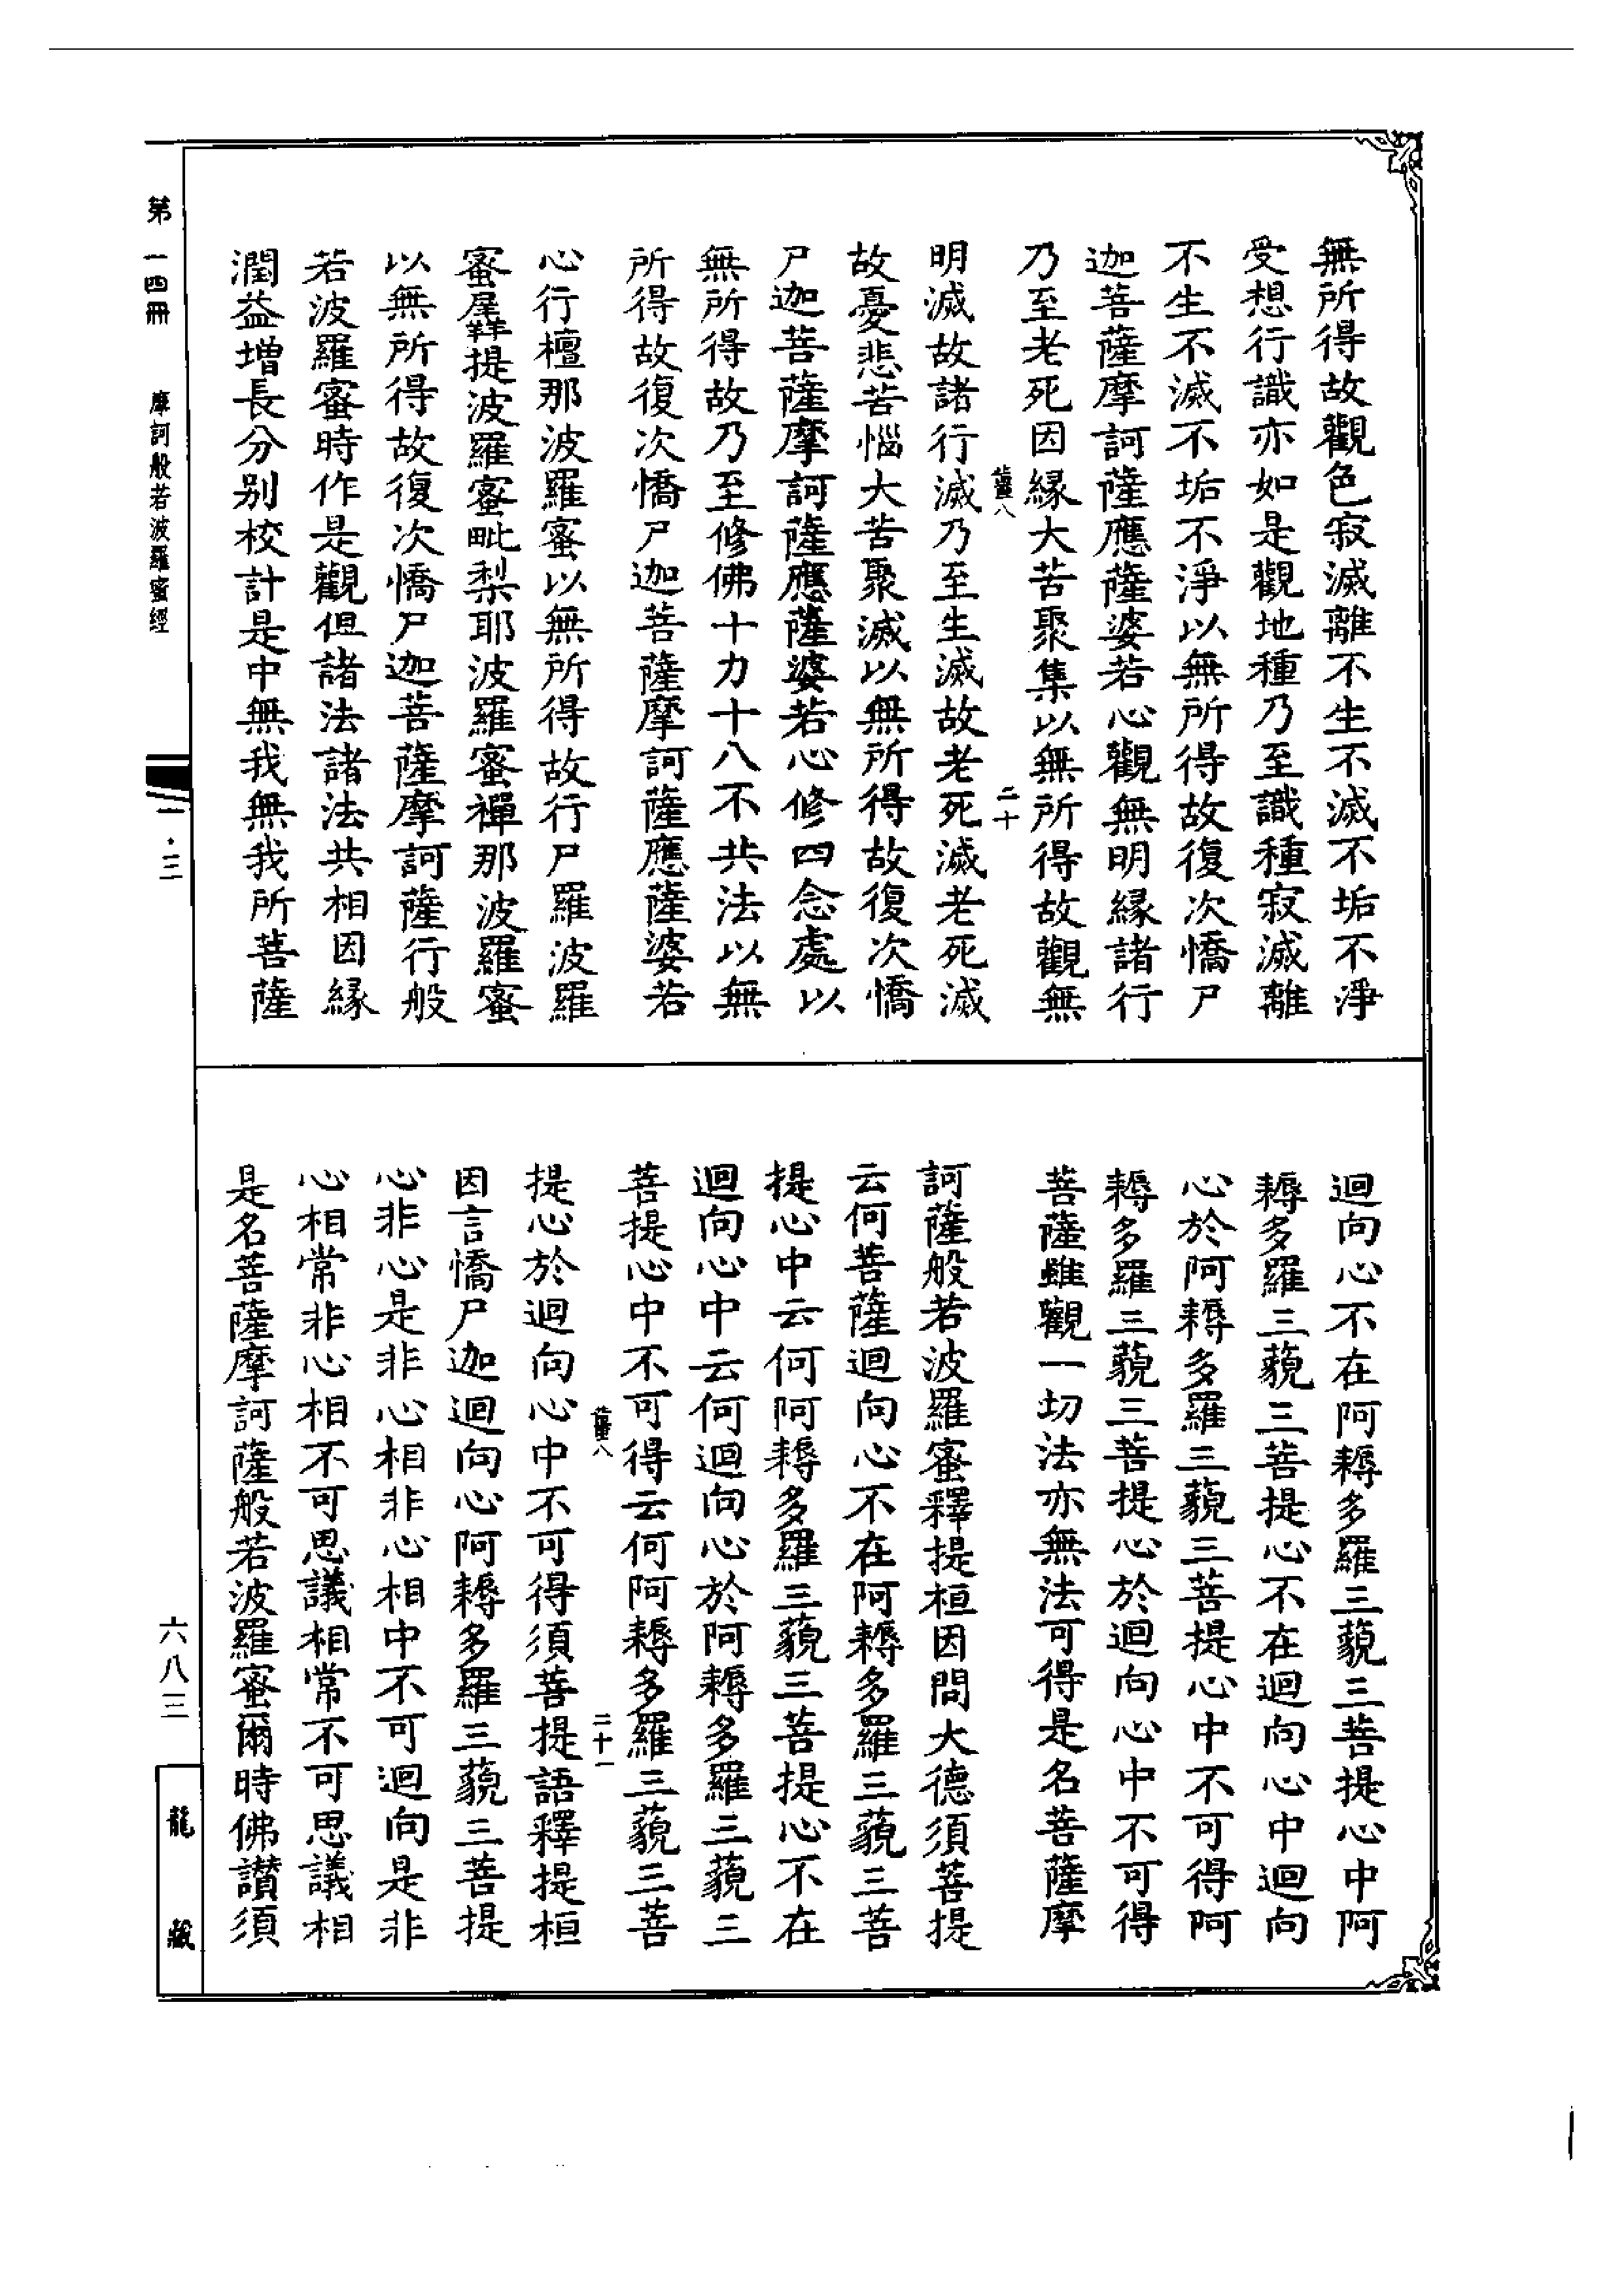 無所得故觀色寂滅離不生不滅不垢不淨
受想行識亦如是觀地種乃至識種寂滅離
不生不滅不垢不淨以無所得故復次憍尸
迦菩薩摩訶薩應薩婆若心觀無明緣諸行
乃至老死因緣大苦聚集以無所得故觀無
薑八 二十
明滅故諸行滅乃至生滅故老死滅老死滅
故憂悲苦惱大苦聚滅以無所得故復次憍
尸迦菩薩摩訶薩應薩婆若心修四念處以
無所得故乃至修佛十力十八不共法以無
所得故復次憍尸迦菩薩摩訶薩應薩婆若
心行檀那波羅蜜以無所得故行尸羅波羅
蜜羼提波羅蜜毗梨耶波羅蜜禪那波羅蜜
以無所得故復次憍尸迦菩薩摩訶薩行般
若波羅蜜時作是觀但諸法諸法共相因緣
潤益增長分別校計是中無我無我所菩薩
迴向心不在阿耨多羅三藐三菩提心中阿
耨多羅三藐三菩提心不在迴向心中迴向
心於阿耨多羅三藐三菩提心中不可得阿
耨多羅三藐三菩提心於迴向心中不可得
菩薩雖觀一切法亦無法可得是名菩薩摩
訶薩般若波羅蜜釋提桓因問大德須菩提
云何菩薩迴向心不在阿耨多羅三藐三菩
提心中云何阿耨多羅三藐三菩提心不在
迴向心中云何迴向心於阿耨多羅三藐三
菩提心中不可得云何阿耨多羅三藐三菩
薑八 二十一
提心於迴向心中不可得須菩提語釋提桓
因言憍尸迦迴向心阿耨多羅三藐三菩提
心非心是非心相非心相中不可迴向是非
心相常非心相不可思議相常不可思議相
是名菩薩摩訶薩般若波羅蜜爾時佛讚須
第一四冊 摩訶般若波羅蜜經
一·三
六八三
龍藏